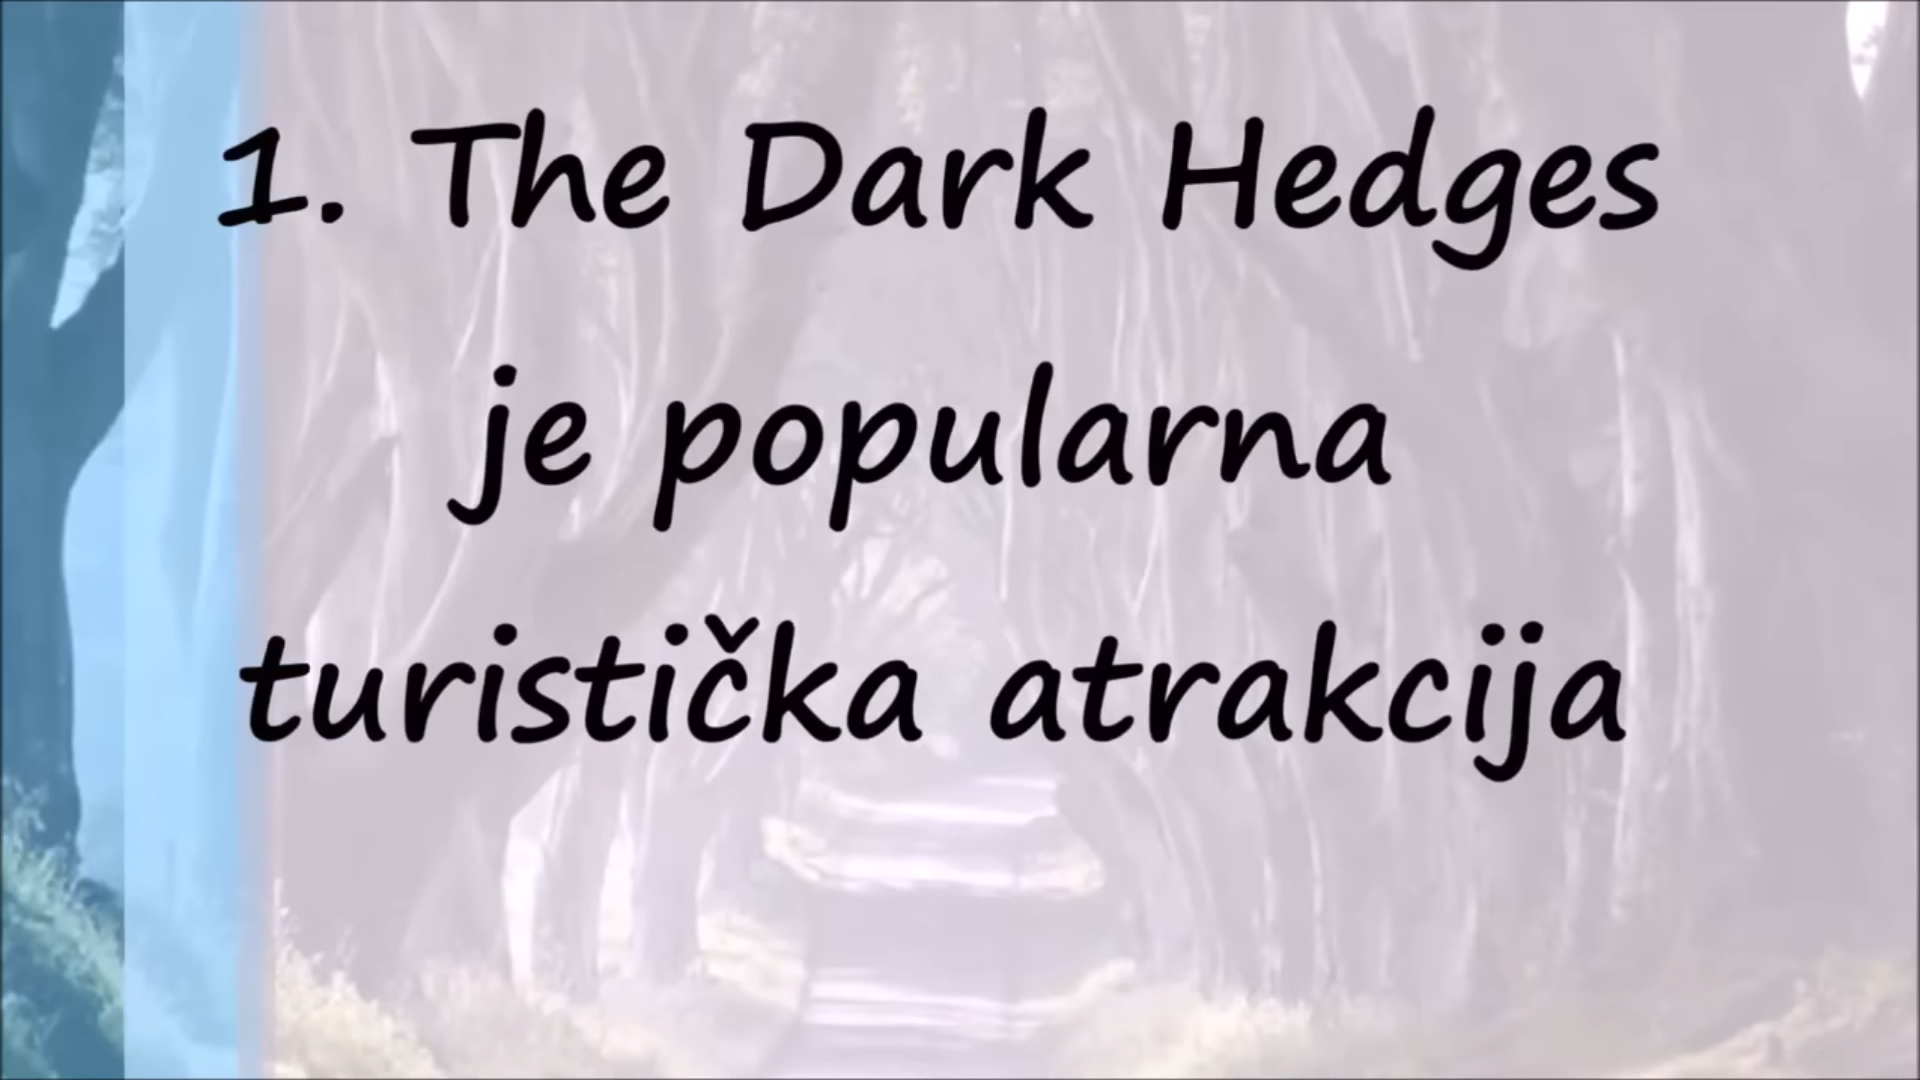 1. The Dark Hedges
je popularna
turistička atrakcija